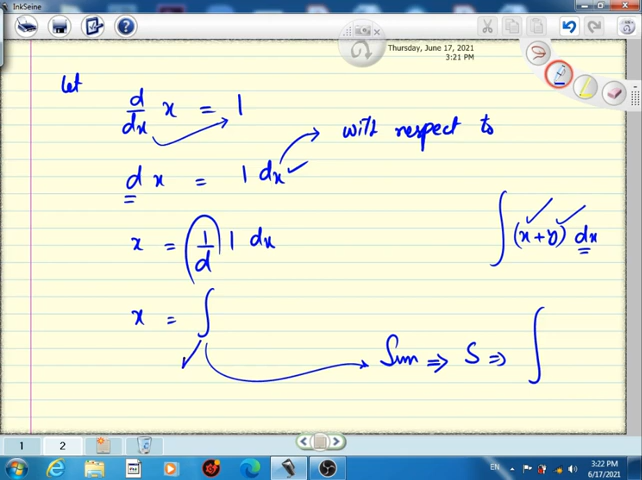 InkSeine
Thursday, June 17, 2021
3:21 PM
let
d/dx x = 1
with respect to
d x = 1 dx
x = 1/d 1 dx
∫ (x+y) dx
x = ∫
Sum ⇒ S ⇒ ∫
1 2
EN
3:22 PM
6/17/2021